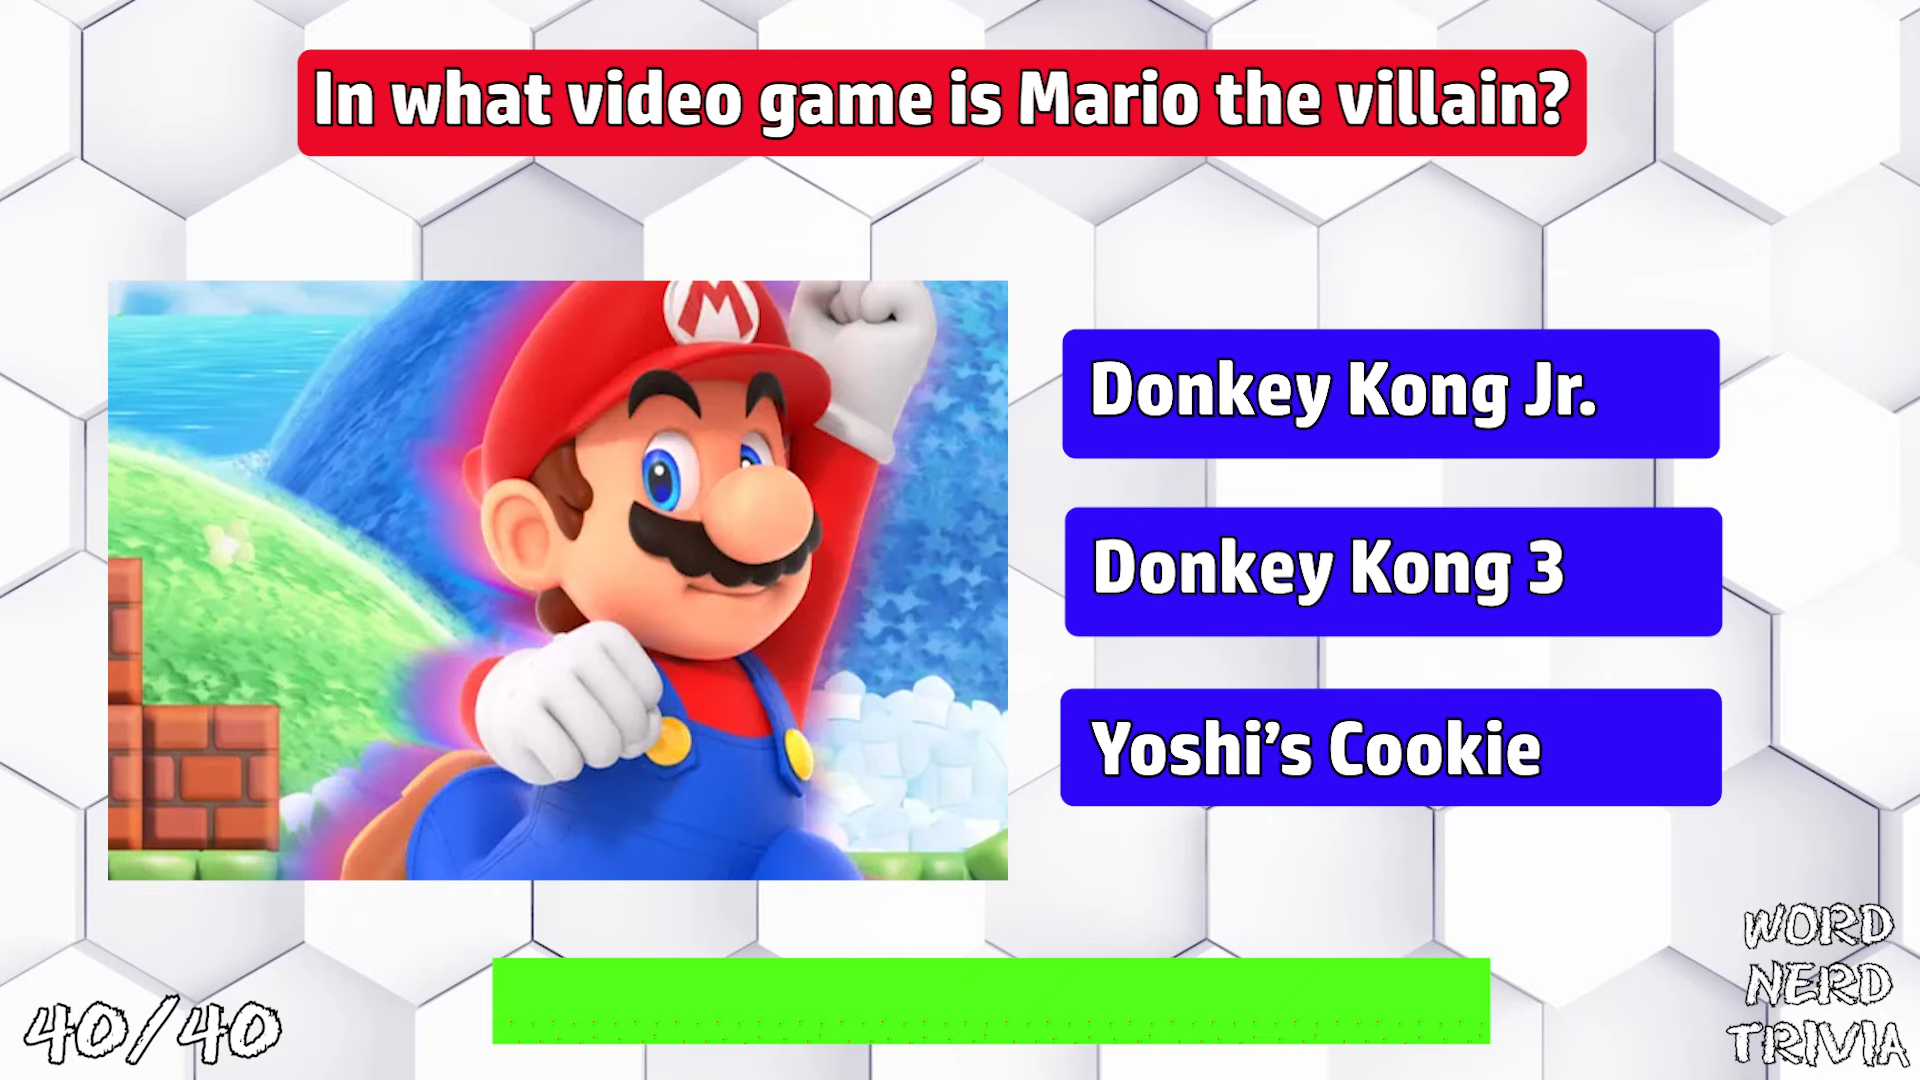 In what video game is Mario the villain?
M
Donkey Kong Jr.
Donkey Kong 3
Yoshi's Cookie
40/40
WORD
NERD
TRIVIA